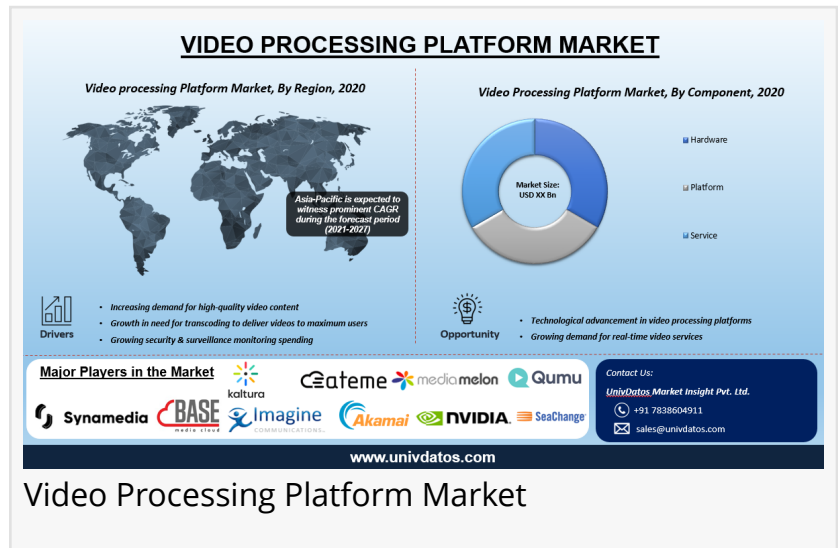 VIDEO PROCESSING PLATFORM MARKET
Video processing Platform Market, By Region, 2020
Asia-Pacific is expected to
witness prominent CAGR
during the forecast period
(2021-2027)
Video Processing Platform Market, By Component, 2020
Market Size:
USD XX Bn
Hardware
Platform
Service
Drivers
• Increasing demand for high-quality video content
• Growth in need for transcoding to deliver videos to maximum users
• Growing security & surveillance monitoring spending
Opportunity
• Technological advancement in video processing platforms
• Growing demand for real-time video services
Major Players in the Market
kaltura
ateme
mediamelon
Qumu
Synamedia
BASE
media cloud
Imagine
COMMUNICATIONS
Akamai
NVIDIA.
SeaChange
Contact Us:
UnivDatos Market Insight Pvt. Ltd.
+91 7838604911
sales@univdatos.com
www.univdatos.com
Video Processing Platform Market